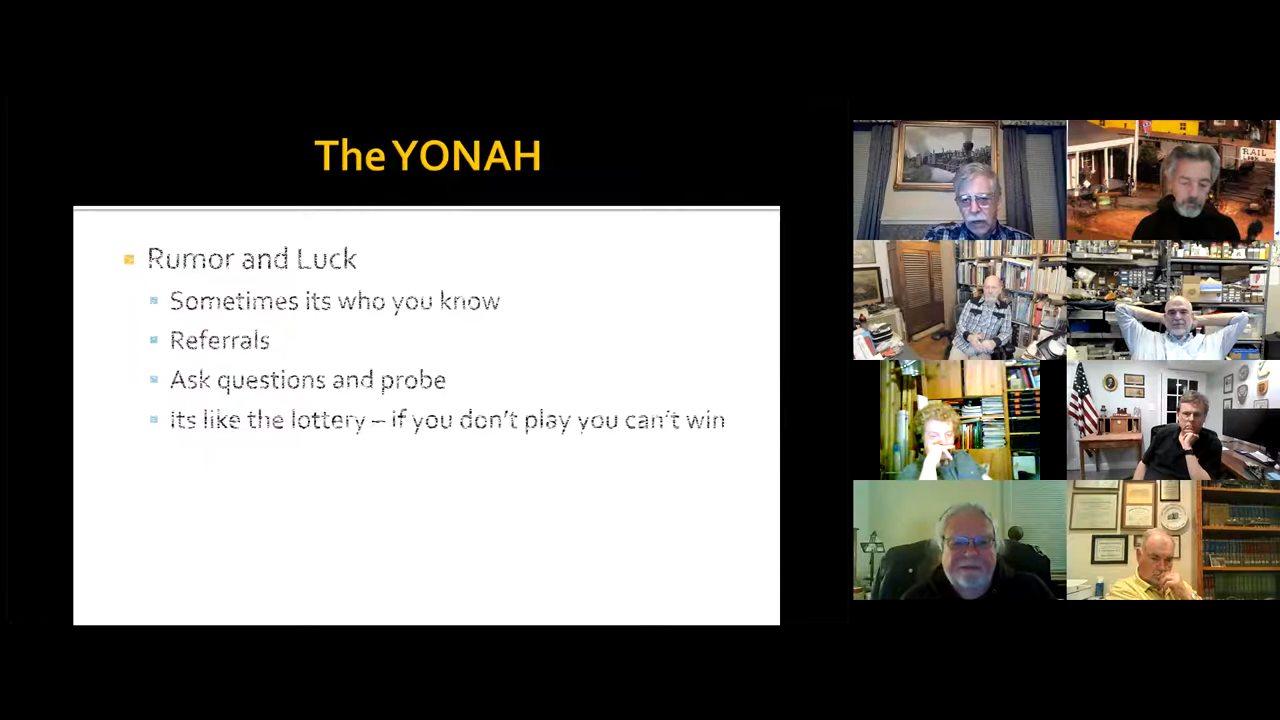 The YONAH
Rumor and Luck
Sometimes its who you know
Referrals
Ask questions and probe
Its like the lottery – if you don't play you can't win
RAIL